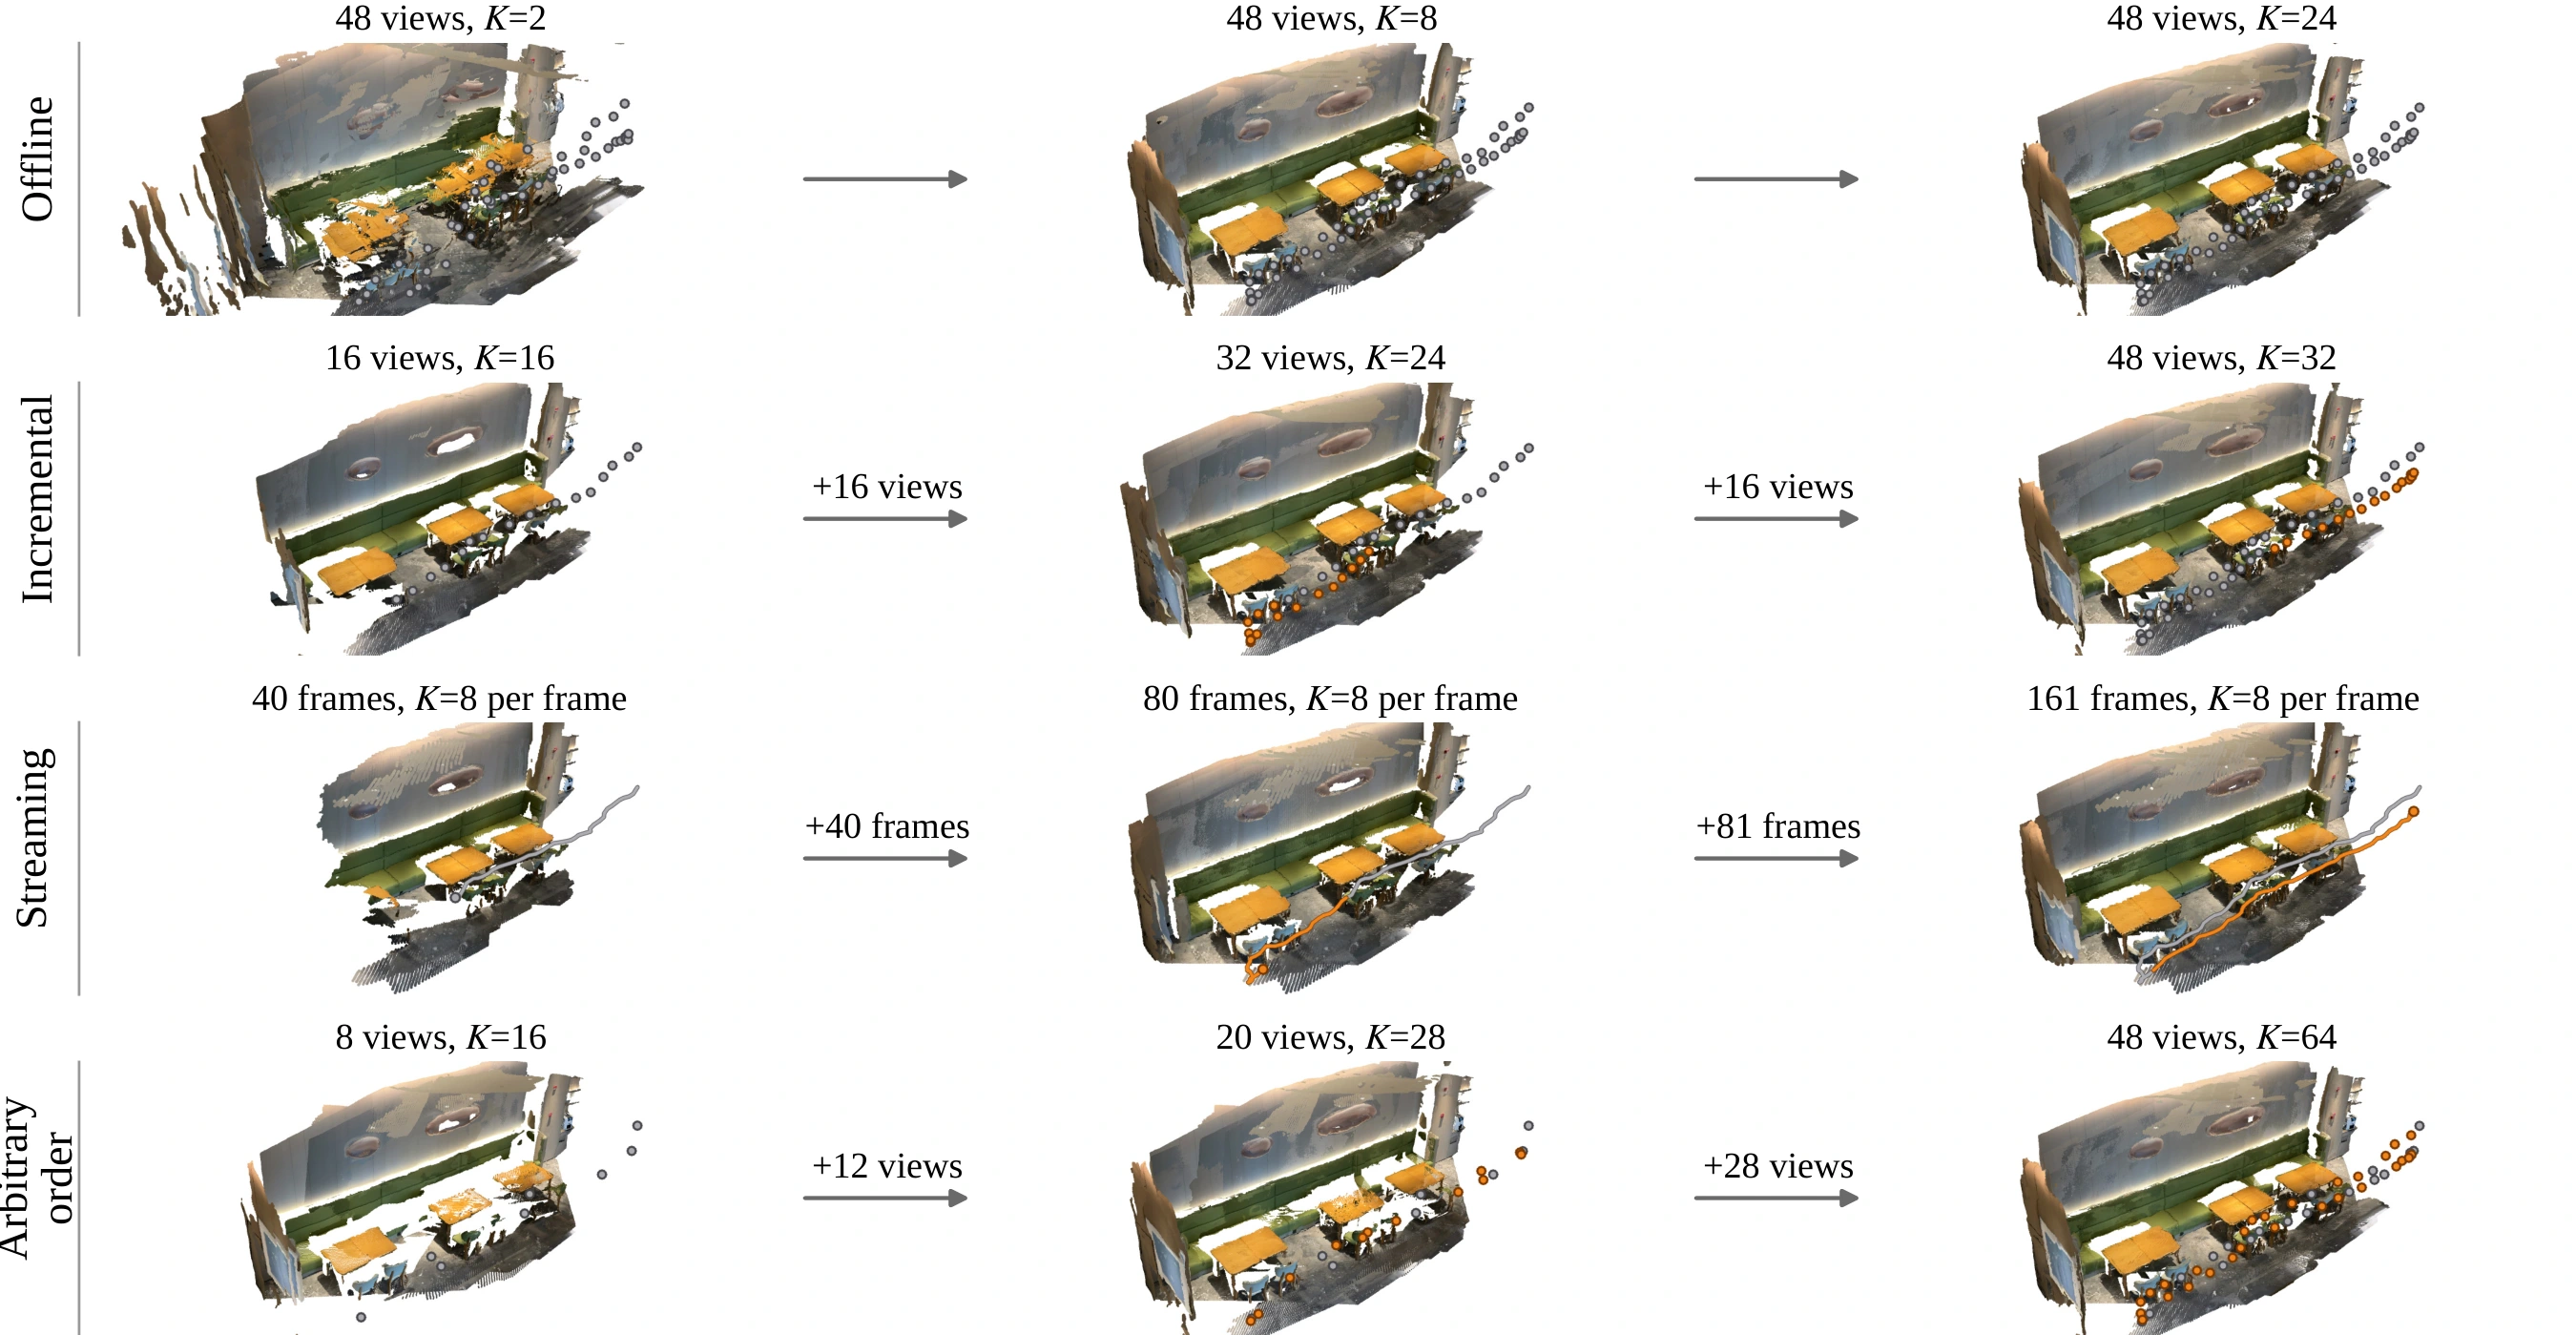 48 views, K=2
48 views, K=8
48 views, K=24
Offline
16 views, K=16
32 views, K=24
48 views, K=32
Incremental
+16 views
+16 views
40 frames, K=8 per frame
80 frames, K=8 per frame
161 frames, K=8 per frame
Streaming
+40 frames
+81 frames
8 views, K=16
20 views, K=28
48 views, K=64
Arbitrary
order
+12 views
+28 views